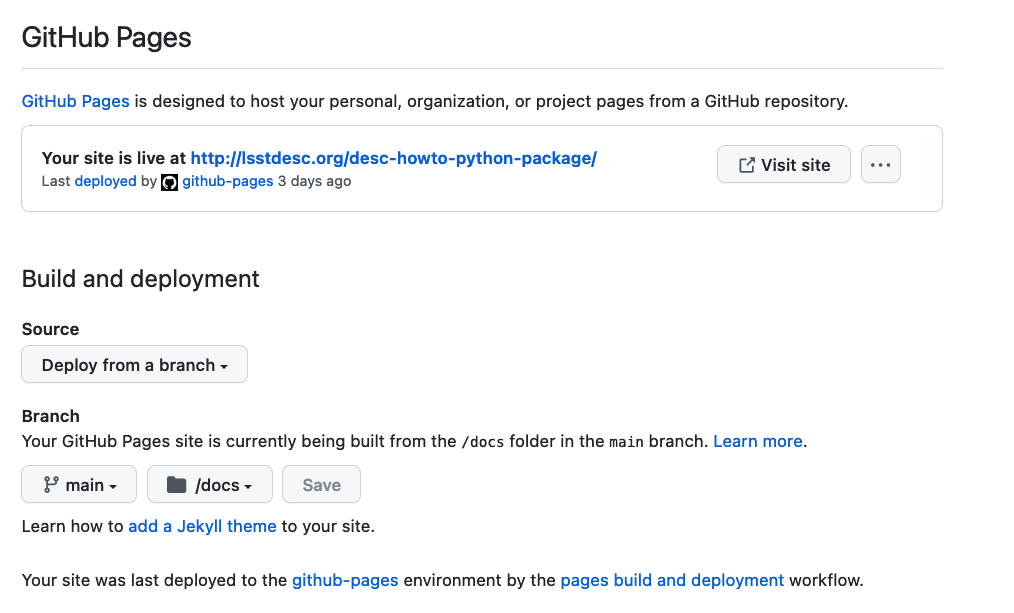 GitHub Pages
GitHub Pages is designed to host your personal, organization, or project pages from a GitHub repository.
Your site is live at http://lsstdesc.org/desc-howto-python-package/
Last deployed by github-pages 3 days ago
Visit site
Build and deployment
Source
Deploy from a branch
Branch
Your GitHub Pages site is currently being built from the /docs folder in the main branch. Learn more.
main /docs Save
Learn how to add a Jekyll theme to your site.
Your site was last deployed to the github-pages environment by the pages build and deployment workflow.